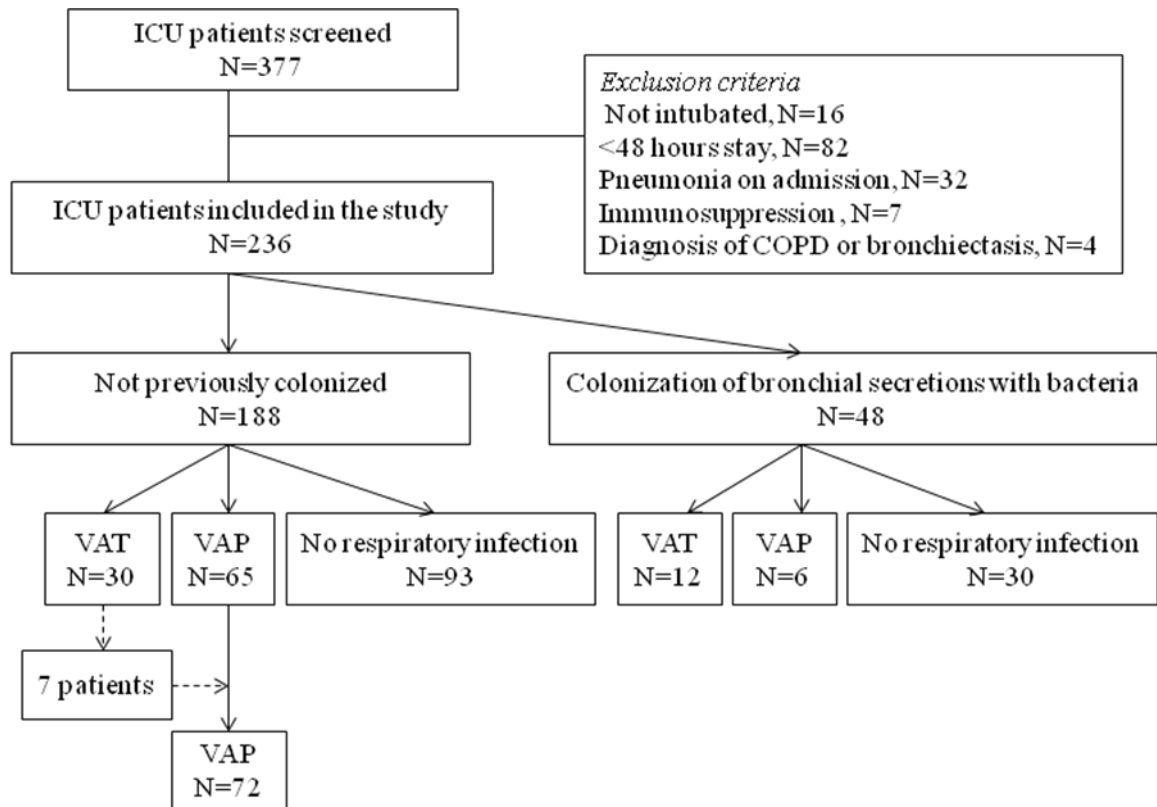 ICU patients screened
N=377
Exclusion criteria
Not intubated, N=16
<48 hours stay, N=82
Pneumonia on admission, N=32
Immunosuppression , N=7
Diagnosis of COPD or bronchiectasis, N=4
ICU patients included in the study
N=236
Not previously colonized
N=188
Colonization of bronchial secretions with bacteria
N=48
VAT
N=30
VAP
N=65
No respiratory infection
N=93
VAT
N=12
VAP
N=6
No respiratory infection
N=30
7 patients
VAP
N=72